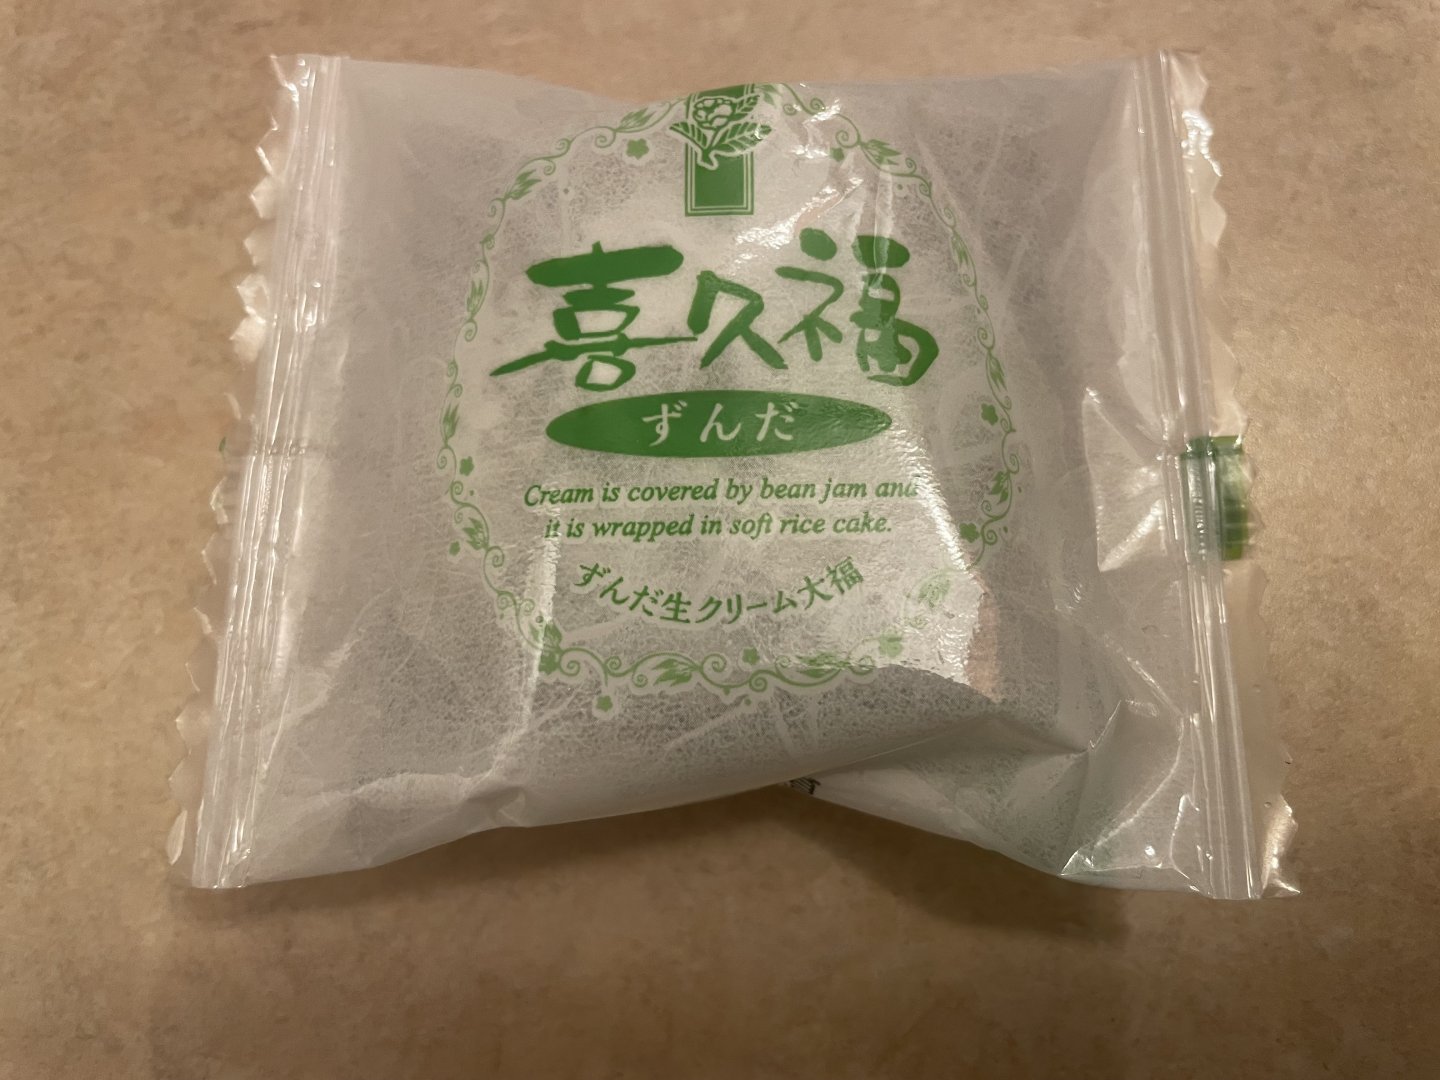 喜久福
ずんだ
Cream is covered by bean jam and
it is wrapped in soft rice cake.
ずんだ生クリーム大福